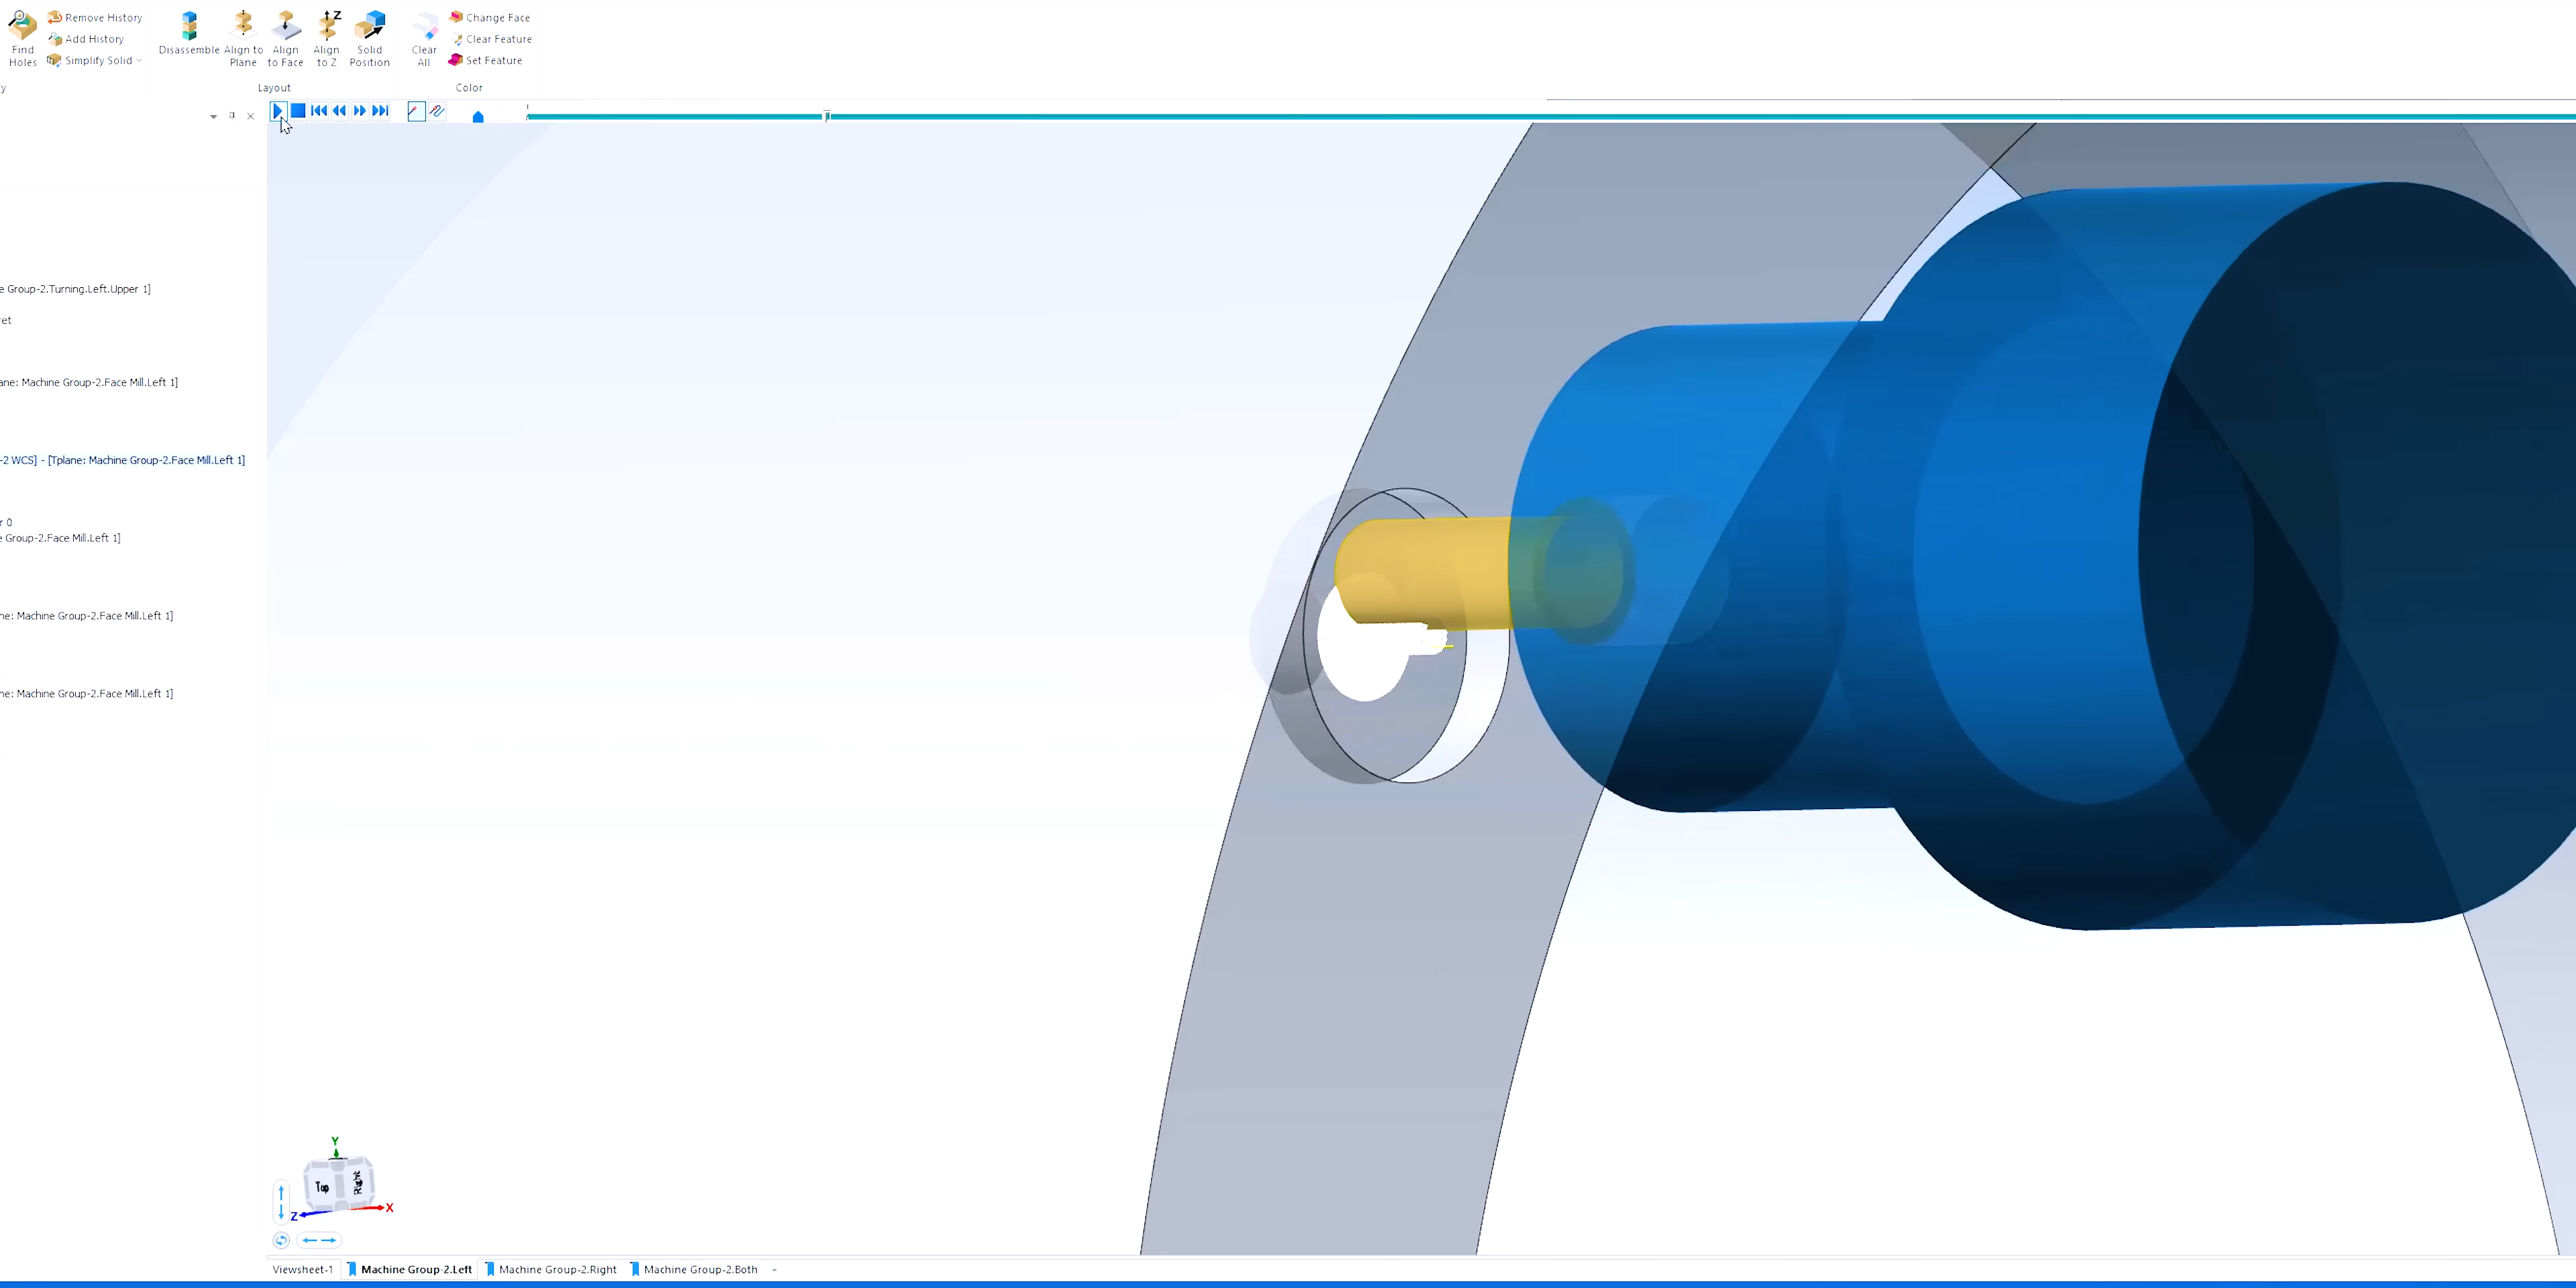 Find
Holes
Remove History
Add History
Simplify Solid
Disassemble
Align to
Plane
Align
to Face
Align
to Z
Solid
Position
Clear
All
Change Face
Clear Feature
Set Feature
y
Layout
Color
Z
e Group-2.Turning.Left.Upper 1]
ret
ane: Machine Group-2.Face Mill.Left 1]
-2 WCS] - [Tplane: Machine Group-2.Face Mill.Left 1]
r 0
e Group-2.Face Mill.Left 1]
ne: Machine Group-2.Face Mill.Left 1]
ne: Machine Group-2.Face Mill.Left 1]
Y
Top
Right
Z
X
Viewsheet-1
Machine Group-2.Left
Machine Group-2.Right
Machine Group-2.Both